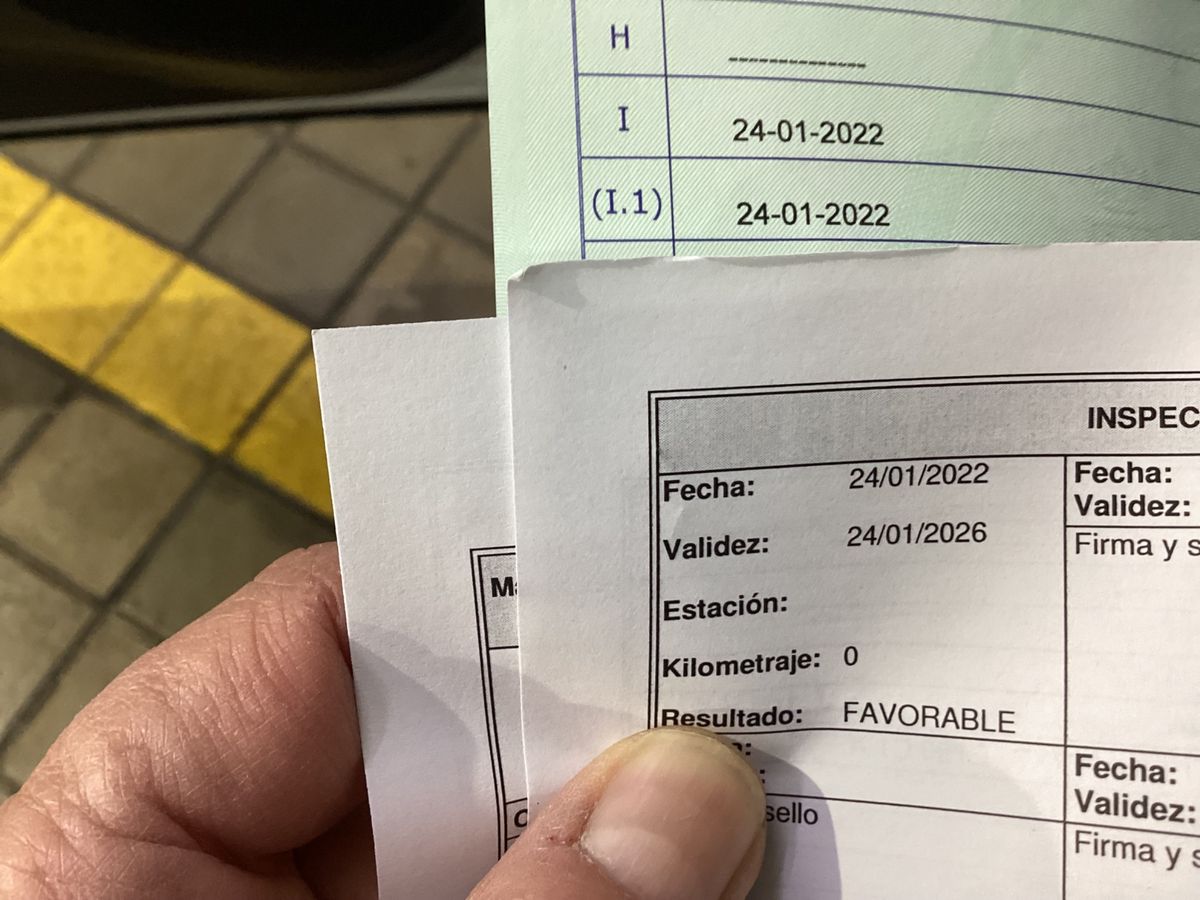 H --------------
I 24-01-2022
(I.1) 24-01-2022
INSPEC
Fecha: 24/01/2022
Validez: 24/01/2026
Estación:
Kilometraje: 0
Resultado: FAVORABLE
sello
Fecha:
Validez:
Firma y s
Fecha:
Validez:
Firma y s
Ma